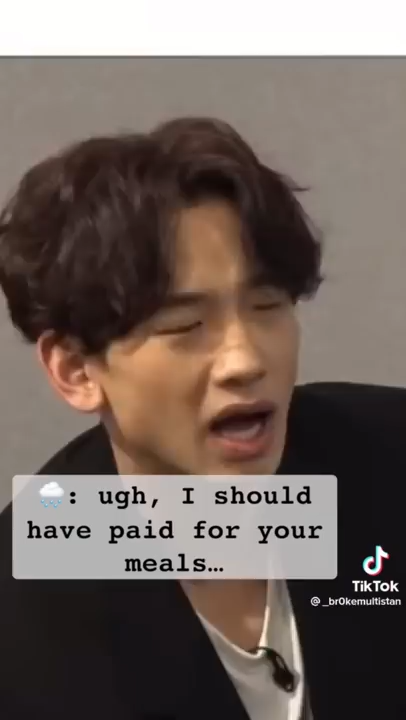 🌧️: ugh, I should
have paid for your
meals…
TikTok
@ _br0kemultistan